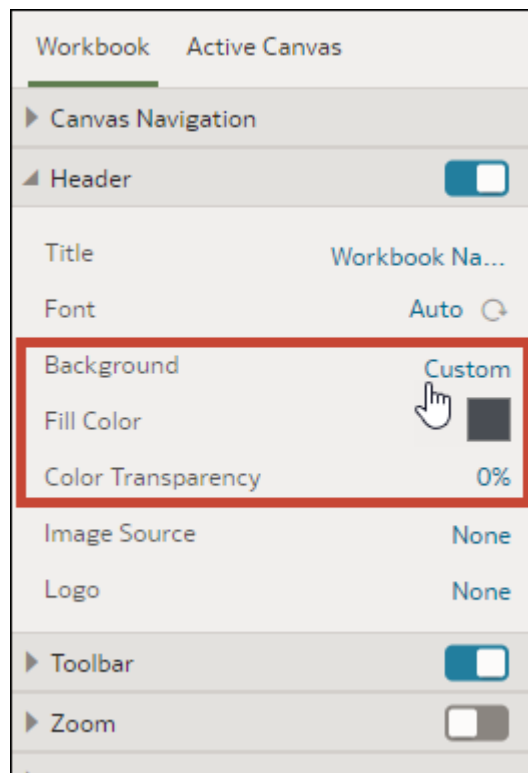 Workbook Active Canvas
Canvas Navigation
Header
Title Workbook Na...
Font Auto
Background Custom
Fill Color
Color Transparency 0%
Image Source None
Logo None
Toolbar
Zoom